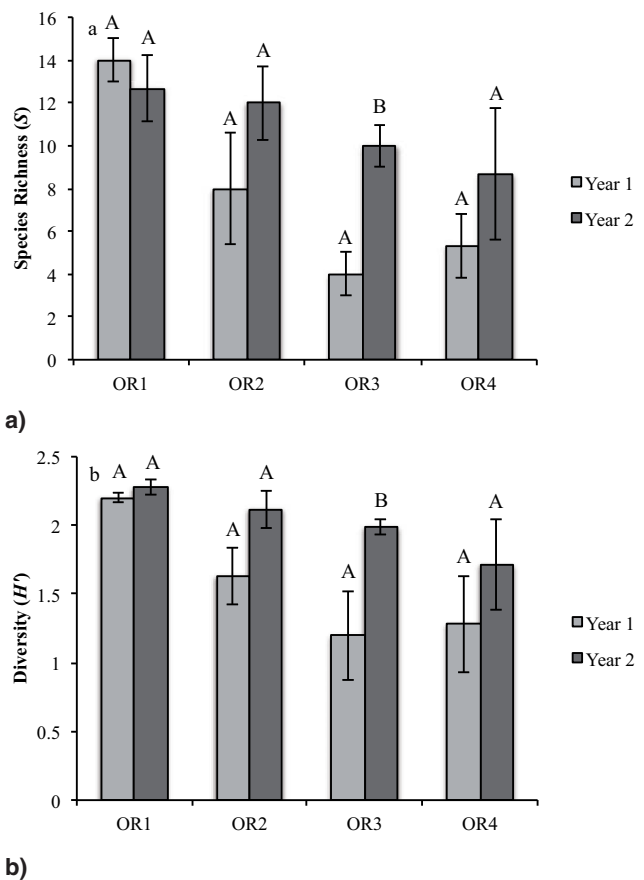 a
A A A A A B A A
Species Richness (S)
16
14
12
10
8
6
4
2
0
OR1 OR2 OR3 OR4
Year 1
Year 2
a)
b
A A A A A B A A
Diversity (H')
2.5
2
1.5
1
0.5
0
OR1 OR2 OR3 OR4
Year 1
Year 2
b)